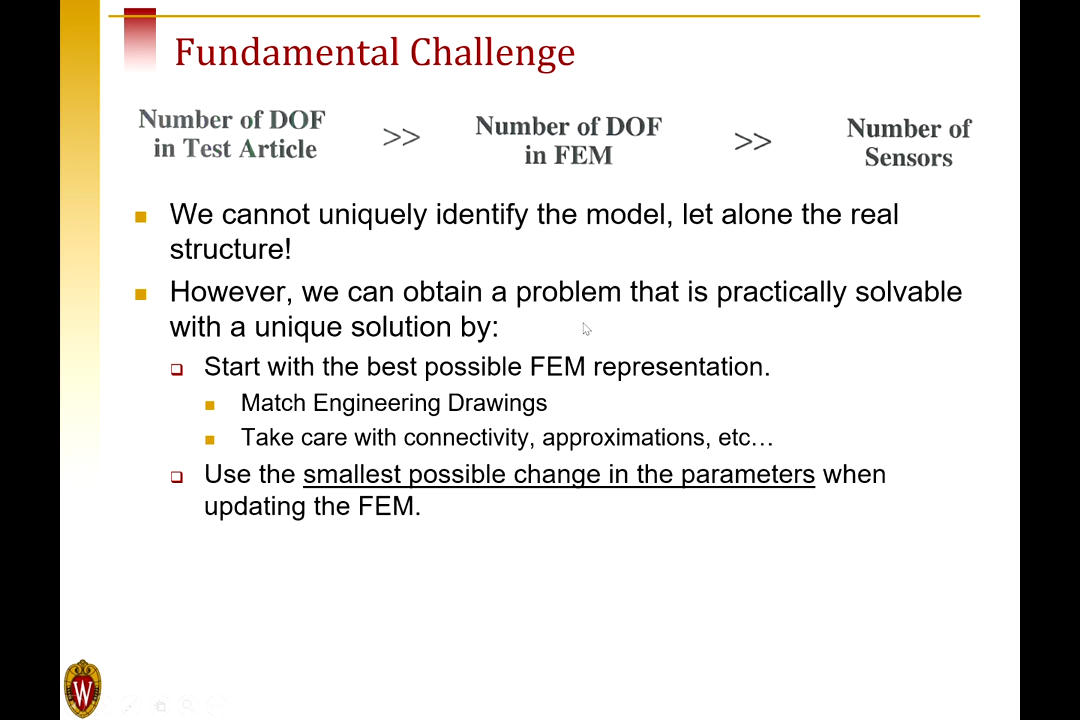 Fundamental Challenge
Number of DOF
in Test Article
>>
Number of DOF
in FEM
>>
Number of
Sensors
We cannot uniquely identify the model, let alone the real
structure!
However, we can obtain a problem that is practically solvable
with a unique solution by:
Start with the best possible FEM representation.
Match Engineering Drawings
Take care with connectivity, approximations, etc…
Use the smallest possible change in the parameters when
updating the FEM.
W